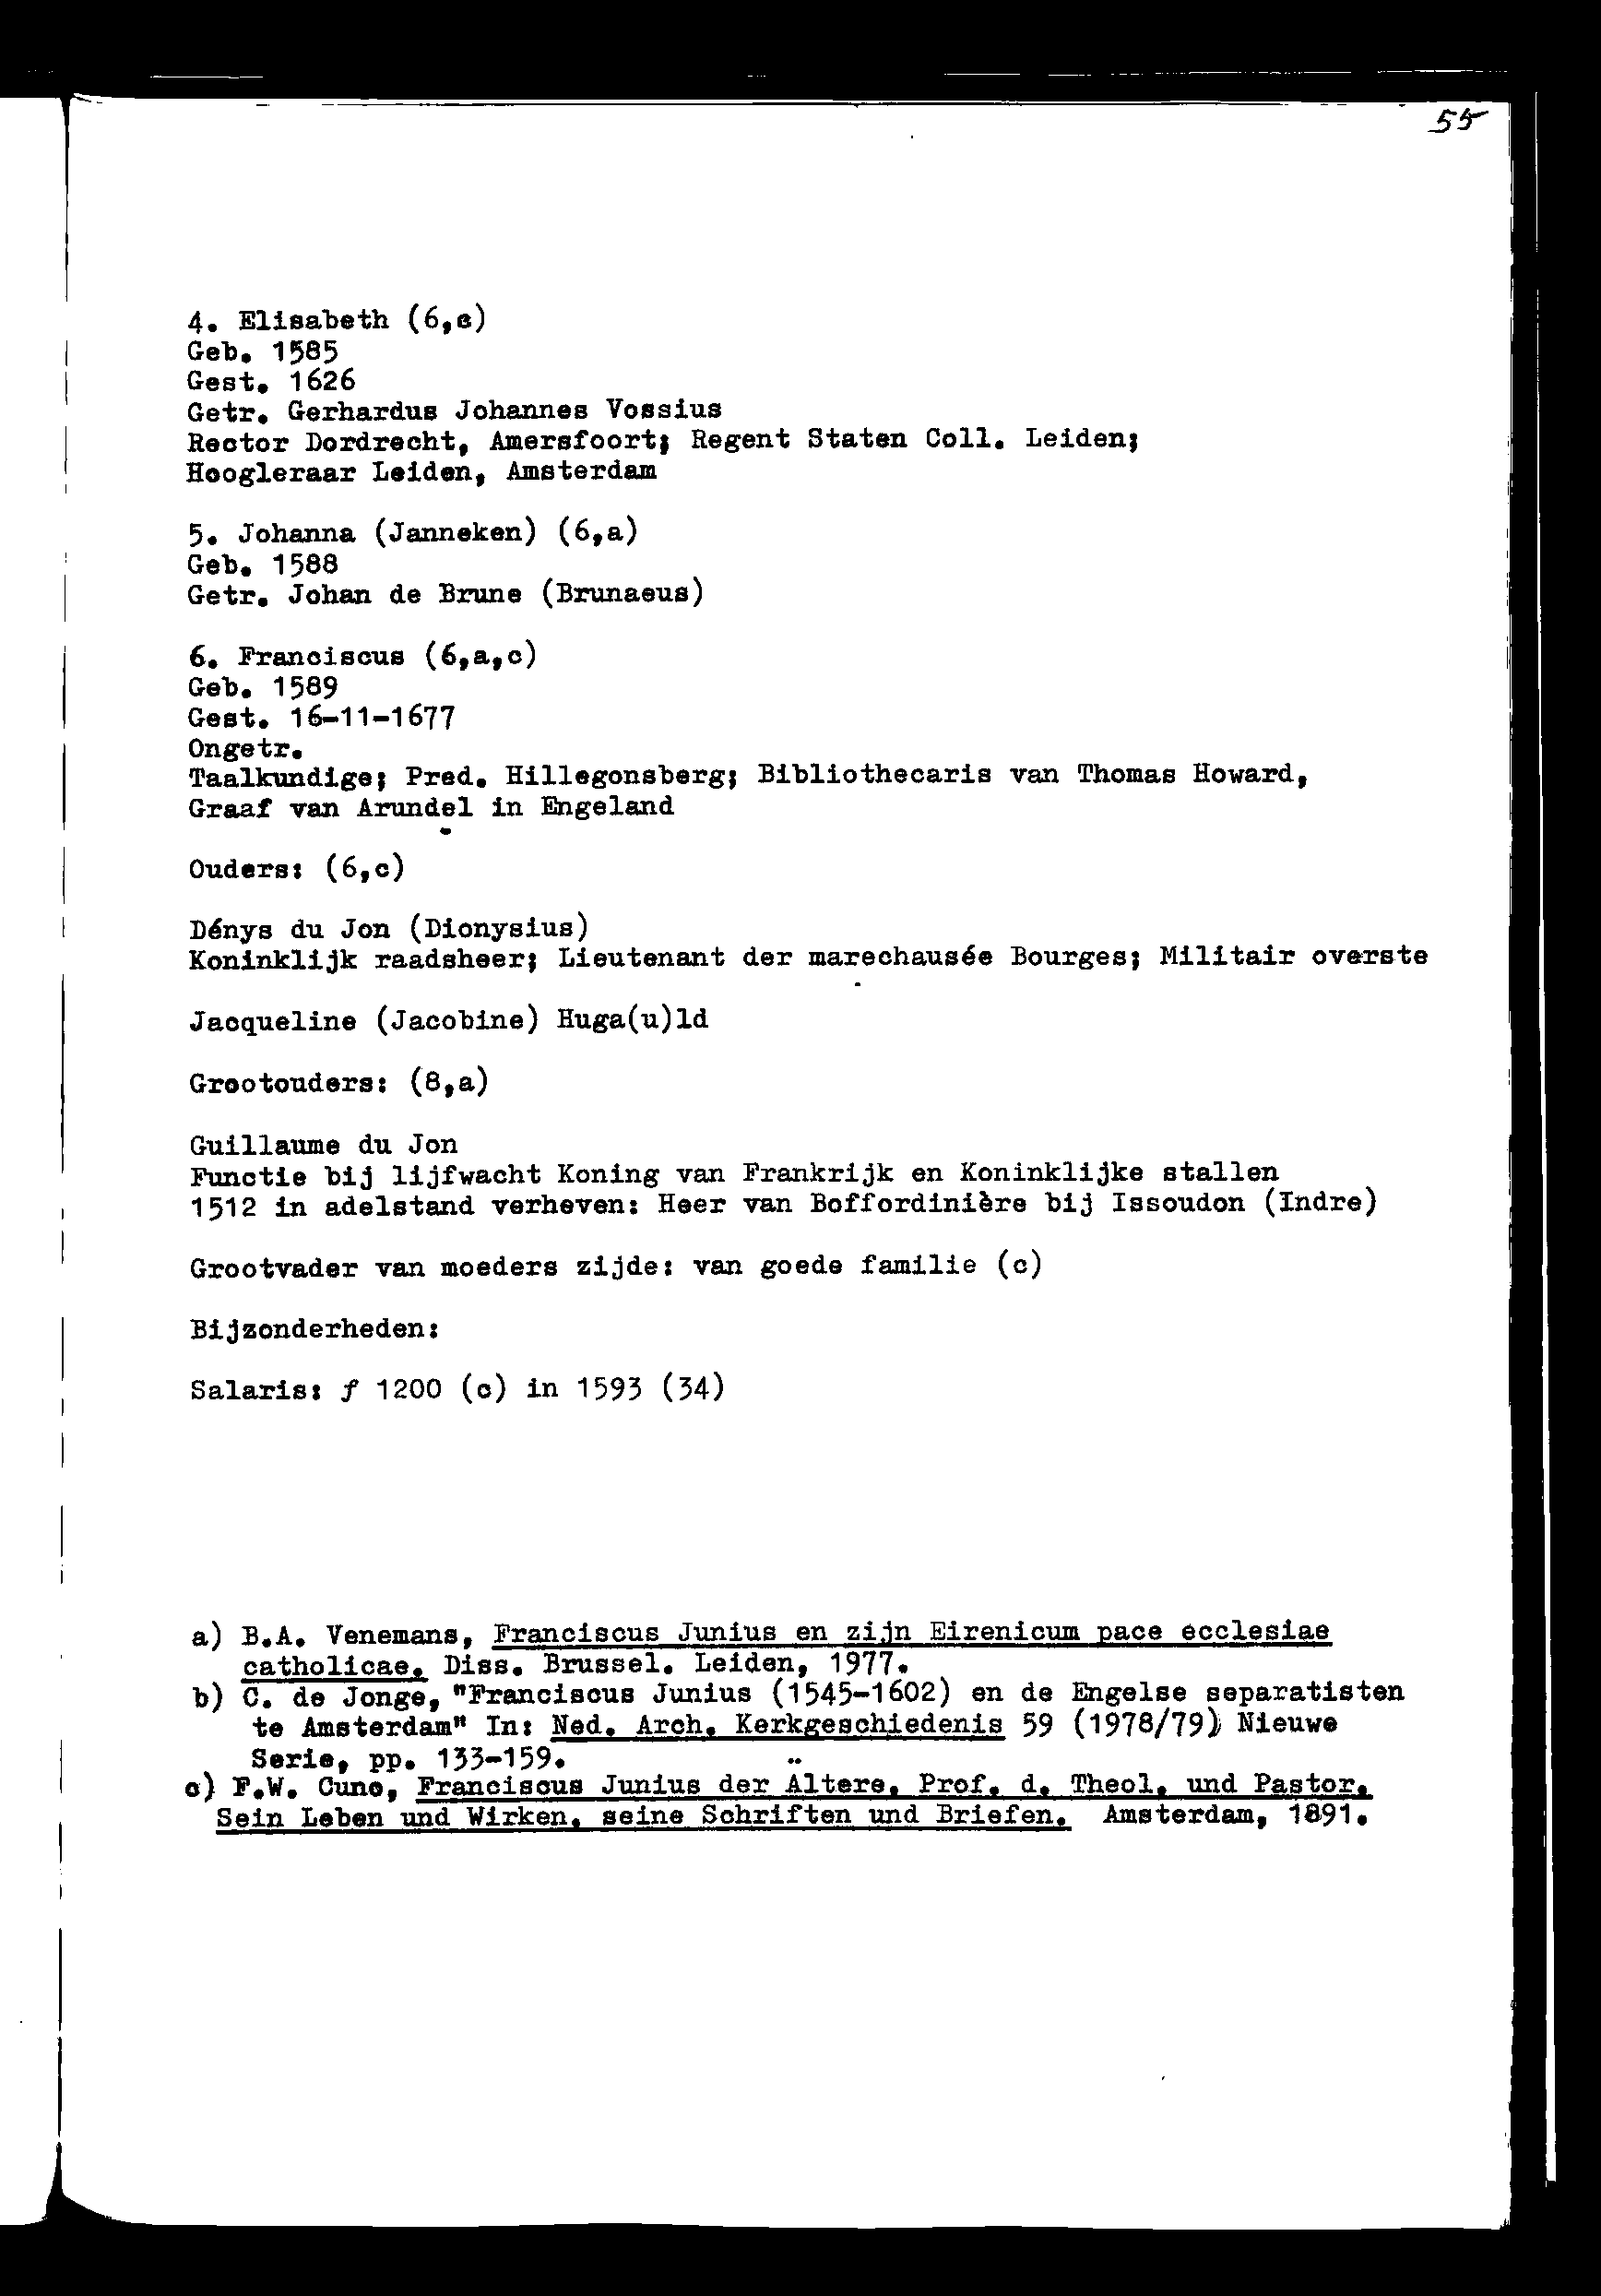 55
4. Elisabeth (6,c)
Geb. 1585
Gest. 1626
Getr. Gerhardus Johannes Vossius
Rector Dordrecht, Amersfoort; Regent Staten Coll. Leiden;
Hoogleraar Leiden, Amsterdam
5. Johanna (Janneken) (6,a)
Geb. 1588
Getr. Johan de Brune (Brunaeus)
6. Franciscus (6,a,c)
Geb. 1589
Gest. 16-11-1677
Ongetr.
Taalkundige; Pred. Hillegonsberg; Bibliothecaris van Thomas Howard,
Graaf van Arundel in Engeland
Ouders: (6,c)
Dénys du Jon (Dionysius)
Koninklijk raadsheer; Lieutenant der marechausée Bourges; Militair overste
Jacqueline (Jacobine) Huga(u)ld
Grootouders: (8,a)
Guillaume du Jon
Functie bij lijfwacht Koning van Frankrijk en Koninklijke stallen
1512 in adelstand verheven: Heer van Boffordinière bij Issoudon (Indre)
Grootvader van moeders zijde: van goede familie (c)
Bijzonderheden:
Salaris: ƒ 1200 (c) in 1593 (34)
a) B.A. Venemans, Franciscus Junius en zijn Eirenicum pace ecclesiae
catholicae. Diss. Brussel. Leiden, 1977.
b) C. de Jonge, "Franciscus Junius (1545-1602) en de Engelse separatisten
te Amsterdam" In: Ned. Arch. Kerkgeschiedenis 59 (1978/79) Nieuwe
Serie, pp. 133-159.
c) F.W. Cuno, Franciscus Junius der Ältere, Prof. d. Theol. und Pastor.
Sein Leben und Wirken, seine Schriften und Briefen. Amsterdam, 1891.